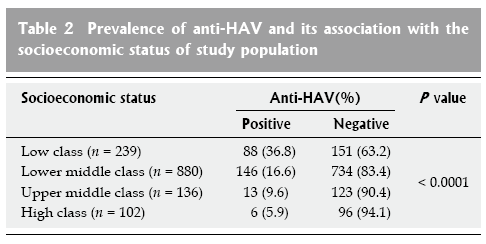 Table 2 Prevalence of anti-HAV and its association with the
socioeconomic status of study population
Socioeconomic status Anti-HAV(%) P value
Positive Negative
Low class (n = 239) 88 (36.8) 151 (63.2)
Lower middle class (n = 880) 146 (16.6) 734 (83.4)
< 0.0001
Upper middle class (n = 136) 13 (9.6) 123 (90.4)
High class (n = 102) 6 (5.9) 96 (94.1)